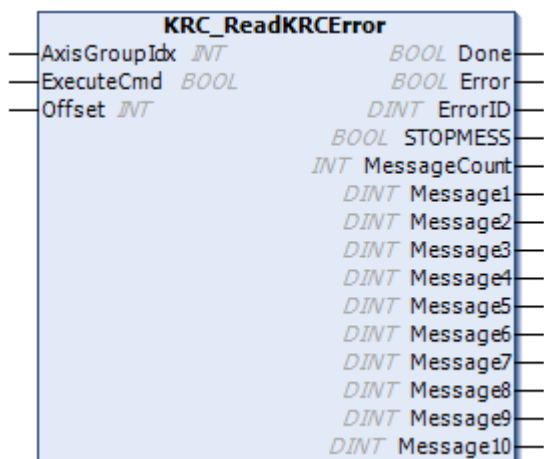 KRC_ReadKRCError
AxisGroupIdx INT BOOL Done
ExecuteCmd BOOL BOOL Error
Offset INT DINT ErrorID
BOOL STOPMESS
INT MessageCount
DINT Message1
DINT Message2
DINT Message3
DINT Message4
DINT Message5
DINT Message6
DINT Message7
DINT Message8
DINT Message9
DINT Message10